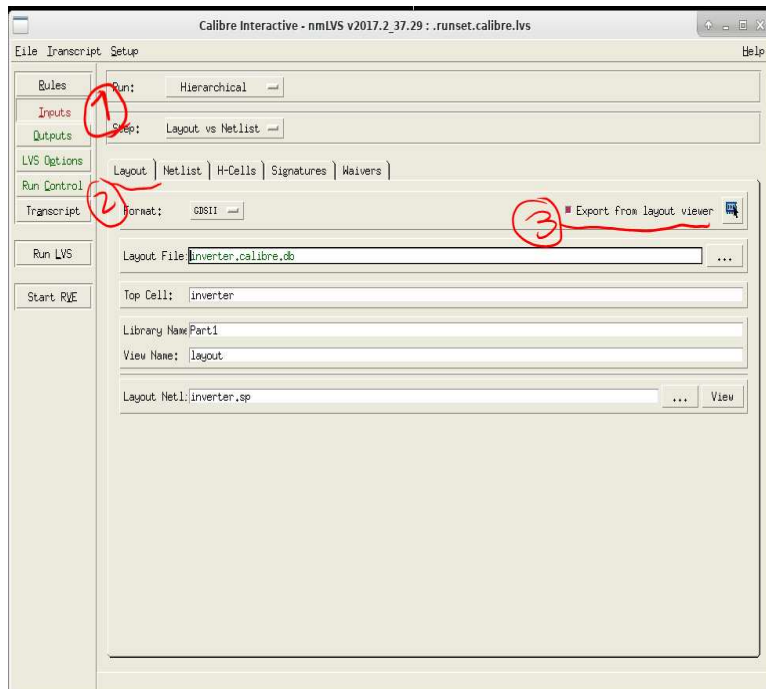 Calibre Interactive - nmLVS v2017.2_37.29 : .runset.calibre.lvs
File Transcript Setup Help
Rules
Inputs
Outputs
LVS Options
Run Control
Transcript
Run LVS
Start RVE
1
Run: Hierarchical
Step: Layout vs Netlist
Layout Netlist H-Cells Signatures Waivers
2
Format: GDSII
3
Export from layout viewer
Layout File: inverter.calibre.db ...
Top Cell: inverter
Library Name Part1
View Name: layout
Layout Netl: inverter.sp ... View